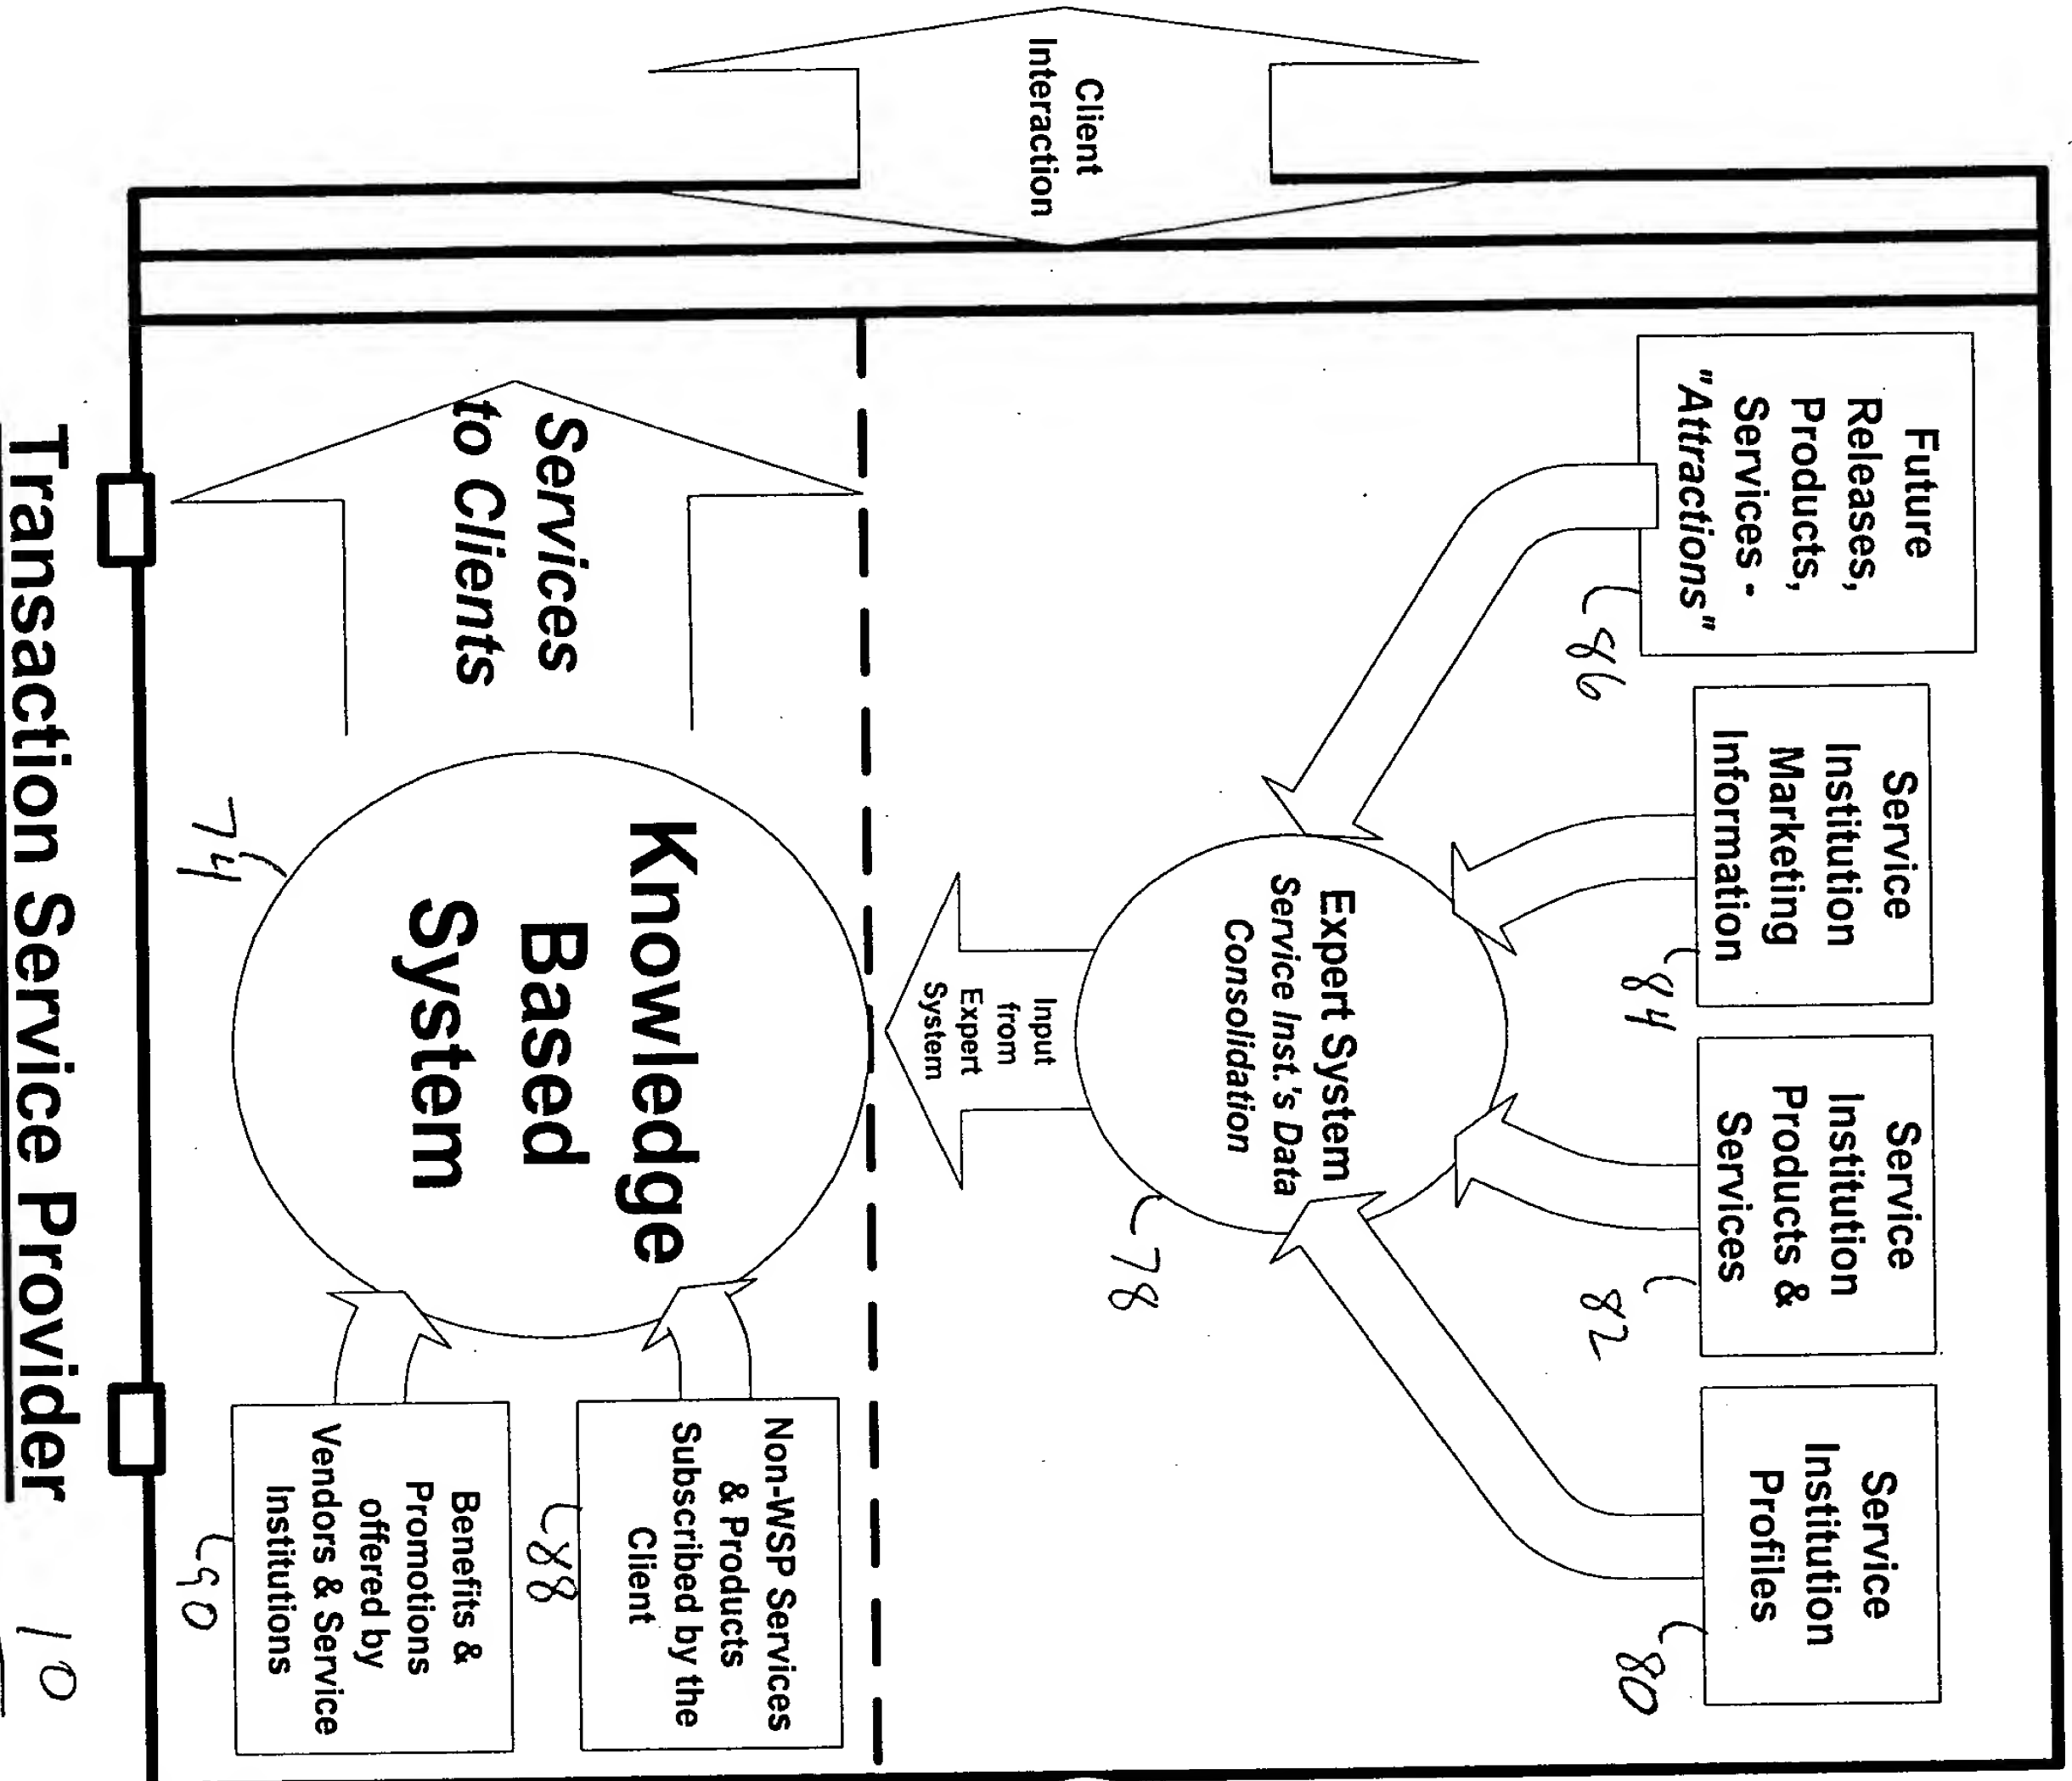 Client
Interaction
Future
Releases,
Products,
Services -
"Attractions"
86
Service
Institution
Marketing
Information
84
Service
Institution
Products &
Services
82
Service
Institution
Profiles
80
Expert System
Service Inst.'s Data
Consolidation
78
Input
from
Expert
System
Services
to Clients
Knowledge
Based
System
74
Non-WSP Services
& Products
Subscribed by the
Client
88
Benefits &
Promotions
offered by
Vendors & Service
Institutions
90
Transaction Service Provider 10